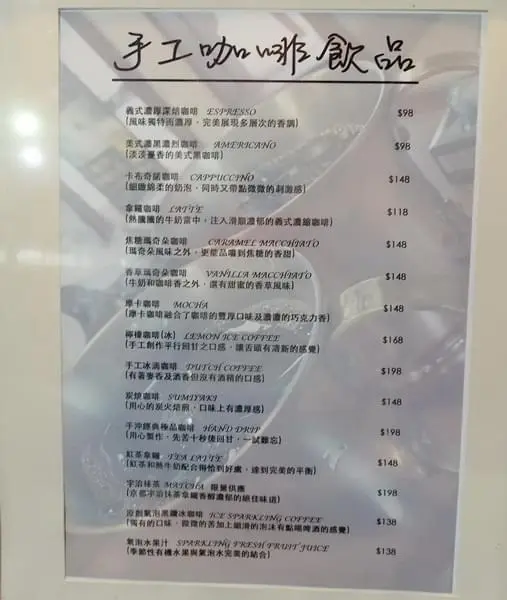 手工咖啡飲品
義式濃厚深焙咖啡 ESPRESSO $98
(風味獨特而濃厚，完美展現多層次的香調)
美式濃黑濃烈咖啡 AMERICANO $98
(淡淡憂香的美式黑咖啡)
卡布奇諾咖啡 CAPPUCCINO $148
(細緻綿柔的奶泡，同時又帶點微微的刺激感)
拿鐵咖啡 LATTE $118
(熱騰騰的牛奶當中，注入滑順濃郁的義式濃縮咖啡)
焦糖瑪奇朵咖啡 CARAMEL MACCHIATO $148
(瑪奇朵風味之外，更能品嚐到焦糖的香甜)
香草瑪奇朵咖啡 VANILLA MACCHIATO $148
(牛奶和咖啡香之外，還有甜蜜的香草風味)
摩卡咖啡 MOCHA $148
(摩卡咖啡融合了咖啡的豐厚口味及濃濃的巧克力香)
檸檬咖啡(冰) LEMON ICE COFFEE $168
(手工創作平行回甘之口感，讓舌頭有清新的感覺)
手工冰滴咖啡 DUTCH COFFEE $198
(有著麥香及酒香但沒有酒精的口感)
炭燒咖啡 SUMIYAKI $148
(用心的炭火焙煎，口味上有濃厚感)
手沖經典極品咖啡 HAND DRIP $198
(用心製作，先苦十秒後回甘，一試難忘)
紅茶拿鐵 TEA LATTE $148
(紅茶和熱牛奶配合得恰到好處，達到完美的平衡)
宇治抹茶 MATCHA 限量供應 $198
(京都宇治抹茶拿鐵香醇濃郁的絕佳味道)
原創氣泡黑鑽冰咖啡 ICE SPARKLING COFFEE $138
(獨有的口味，微微的苦加上細滑的泡沫有點喝啤酒的感覺)
氣泡水果汁 SPARKLING FRESH FRUIT JUICE $138
(季節性有機水果與氣泡水完美的結合)